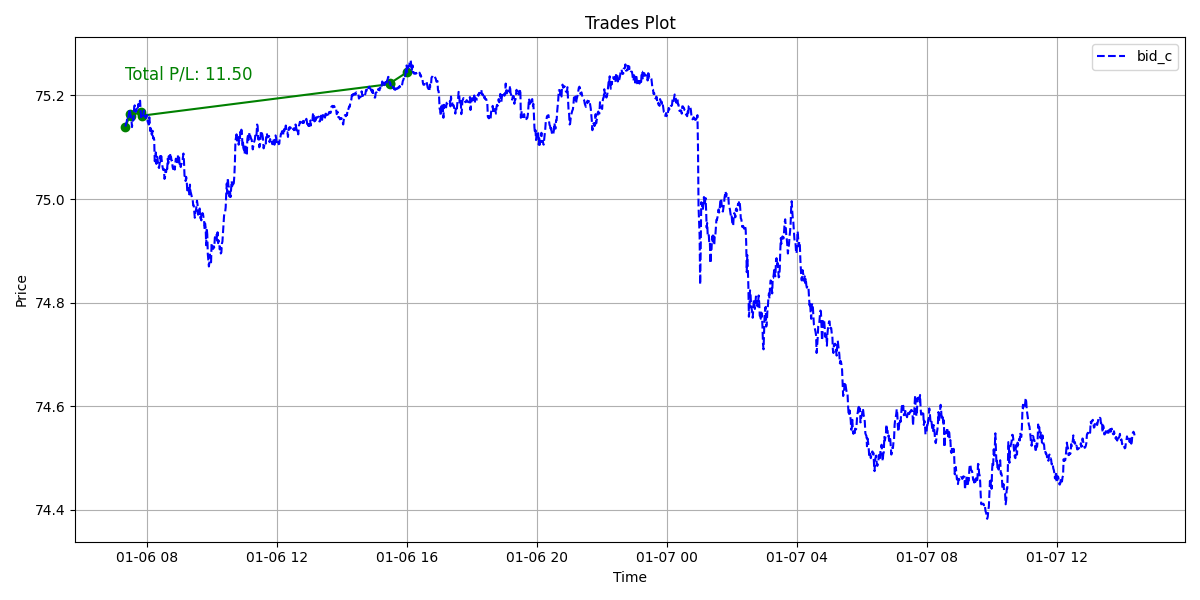 Trades Plot
Total P/L: 11.50
bid_c
75.2
75.0
74.8
74.6
74.4
Price
01-06 08 01-06 12 01-06 16 01-06 20 01-07 00 01-07 04 01-07 08 01-07 12
Time